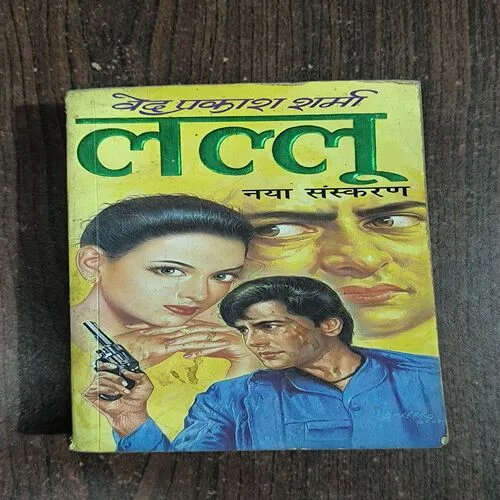 वेद प्रकाश शर्मा
लल्लू
नया संस्करण